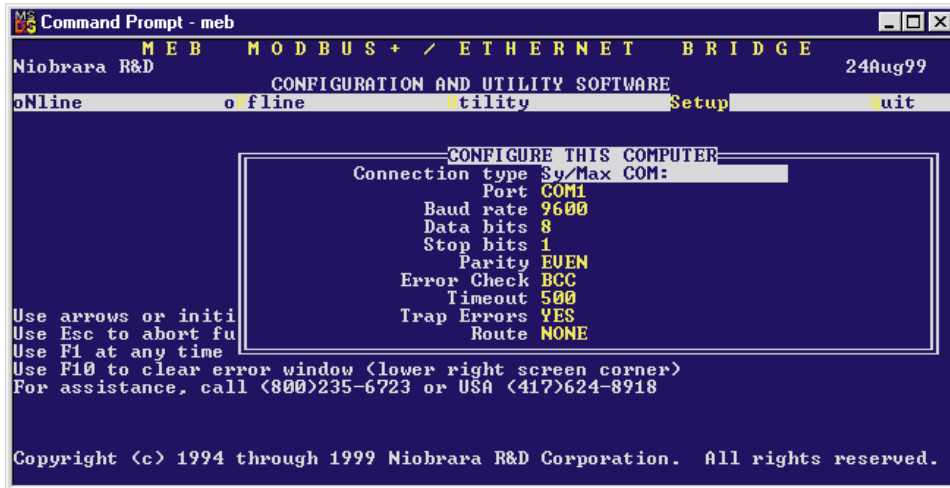 Command Prompt - meb
M E B  M O D B U S + / E T H E R N E T  B R I D G E
Niobrara R&D 24Aug99
CONFIGURATION AND UTILITY SOFTWARE
oNline oFfline Utility Setup Quit
CONFIGURE THIS COMPUTER
Connection type Sy/Max COM:
Port COM1
Baud rate 9600
Data bits 8
Stop bits 1
Parity EVEN
Error Check BCC
Timeout 500
Use arrows or initi Trap Errors YES
Use Esc to abort fu Route NONE
Use F1 at any time
Use F10 to clear error window (lower right screen corner)
For assistance, call (800)235-6723 or USA (417)624-8918
Copyright (c) 1994 through 1999 Niobrara R&D Corporation. All rights reserved.